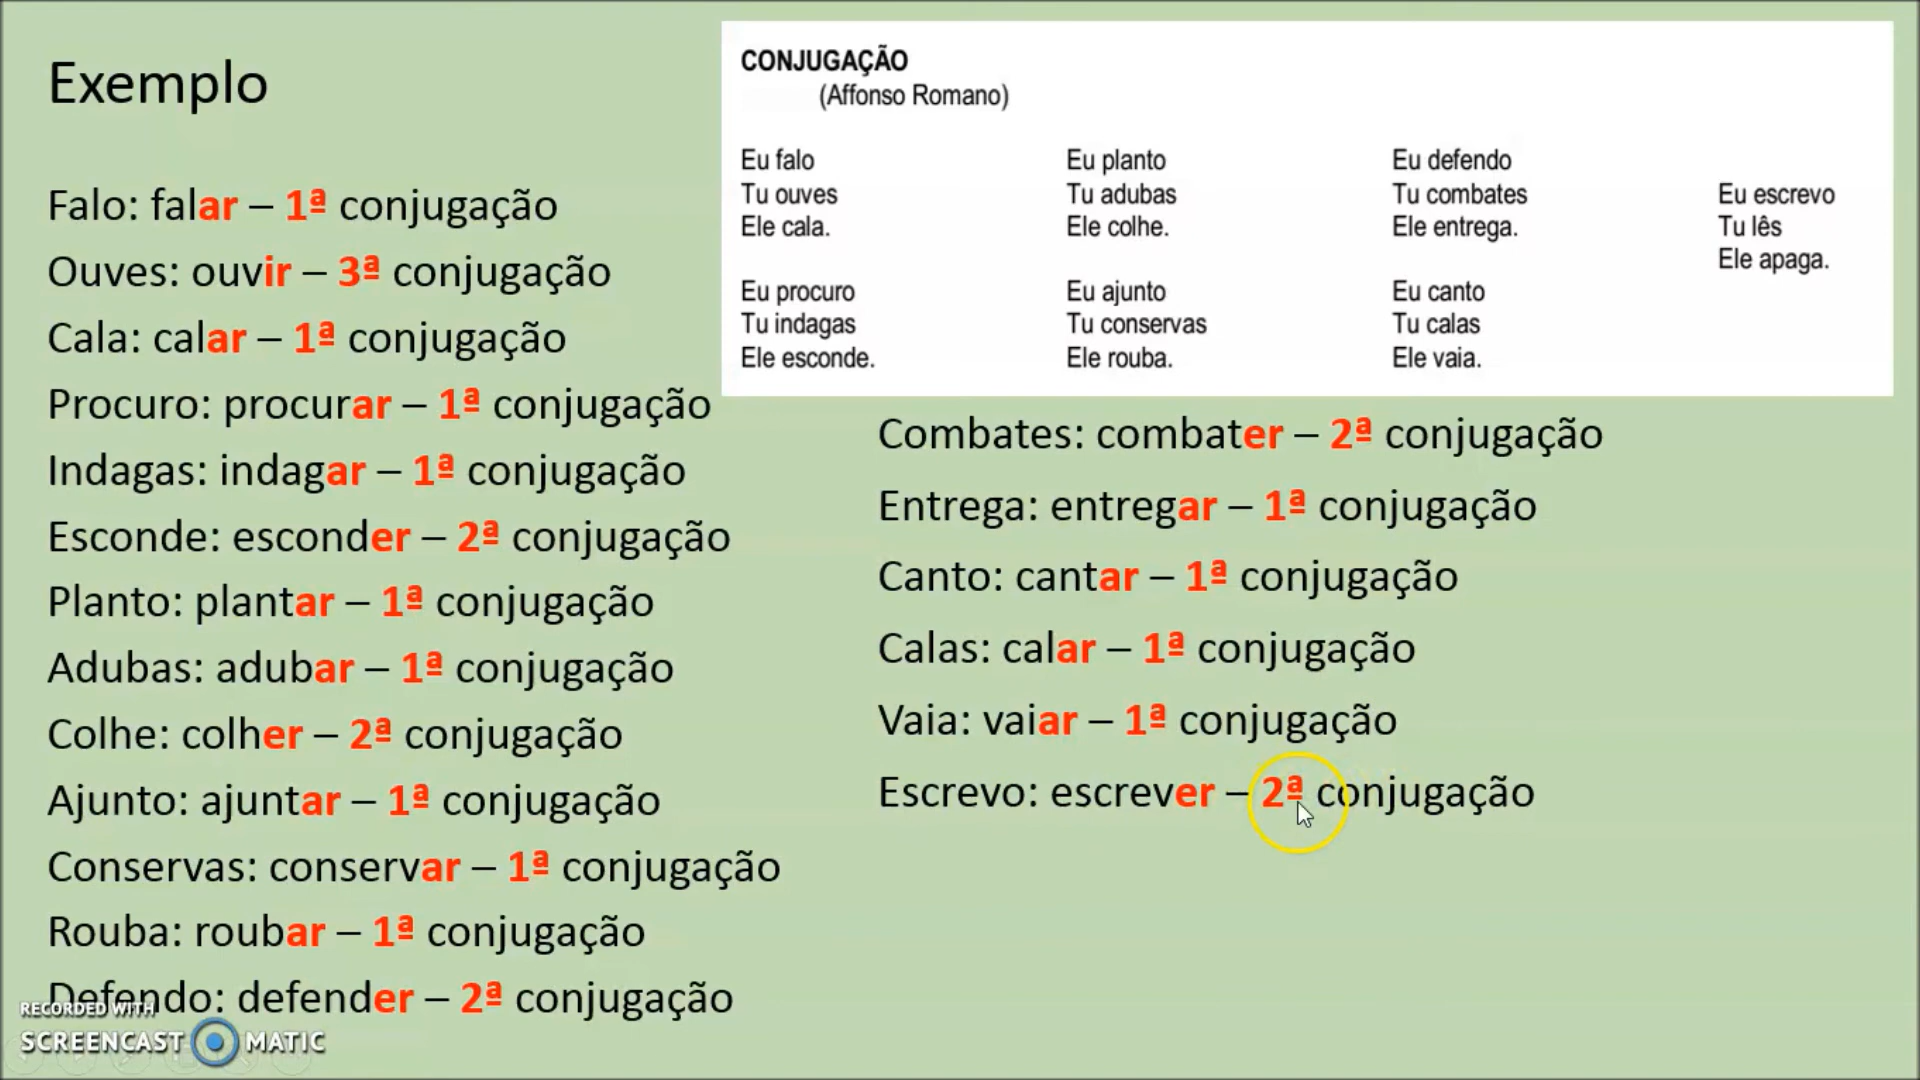 Exemplo
Falo: falar – 1ª conjugação
Ouves: ouvir – 3ª conjugação
Cala: calar – 1ª conjugação
Procuro: procurar – 1ª conjugação
Indagas: indagar – 1ª conjugação
Esconde: esconder – 2ª conjugação
Planto: plantar – 1ª conjugação
Adubas: adubar – 1ª conjugação
Colhe: colher – 2ª conjugação
Ajunto: ajuntar – 1ª conjugação
Conservas: conservar – 1ª conjugação
Rouba: roubar – 1ª conjugação
Defendo: defender – 2ª conjugação
CONJUGAÇÃO
(Affonso Romano)
Eu falo
Tu ouves
Ele cala.
Eu procuro
Tu indagas
Ele esconde.
Eu planto
Tu adubas
Ele colhe.
Eu ajunto
Tu conservas
Ele rouba.
Eu defendo
Tu combates
Ele entrega.
Eu canto
Tu calas
Ele vaia.
Eu escrevo
Tu lês
Ele apaga.
Combates: combater – 2ª conjugação
Entrega: entregar – 1ª conjugação
Canto: cantar – 1ª conjugação
Calas: calar – 1ª conjugação
Vaia: vaiar – 1ª conjugação
Escrevo: escrever – 2ª conjugação
RECORDED WITH
SCREENCAST MATIC